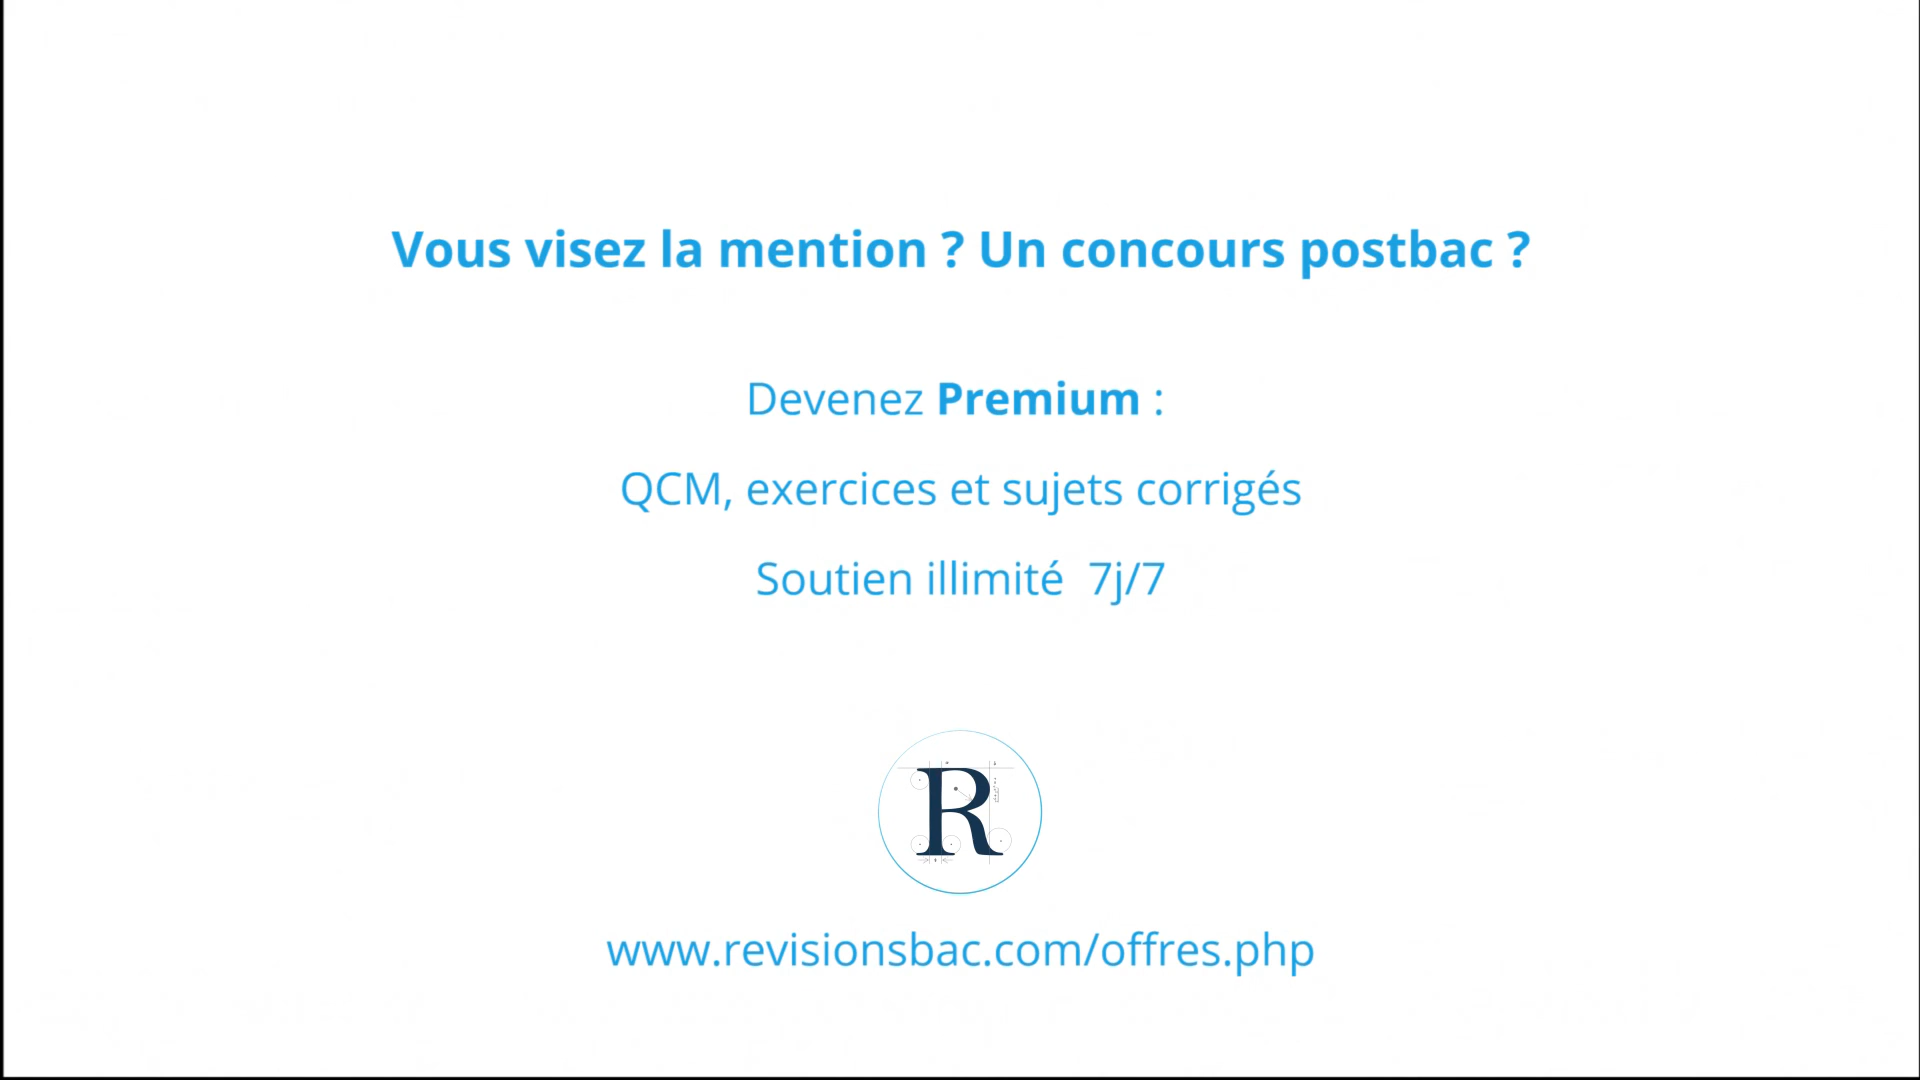 Vous visez la mention ? Un concours postbac ?
Devenez Premium :
QCM, exercices et sujets corrigés
Soutien illimité 7j/7
R
www.revisionsbac.com/offres.php